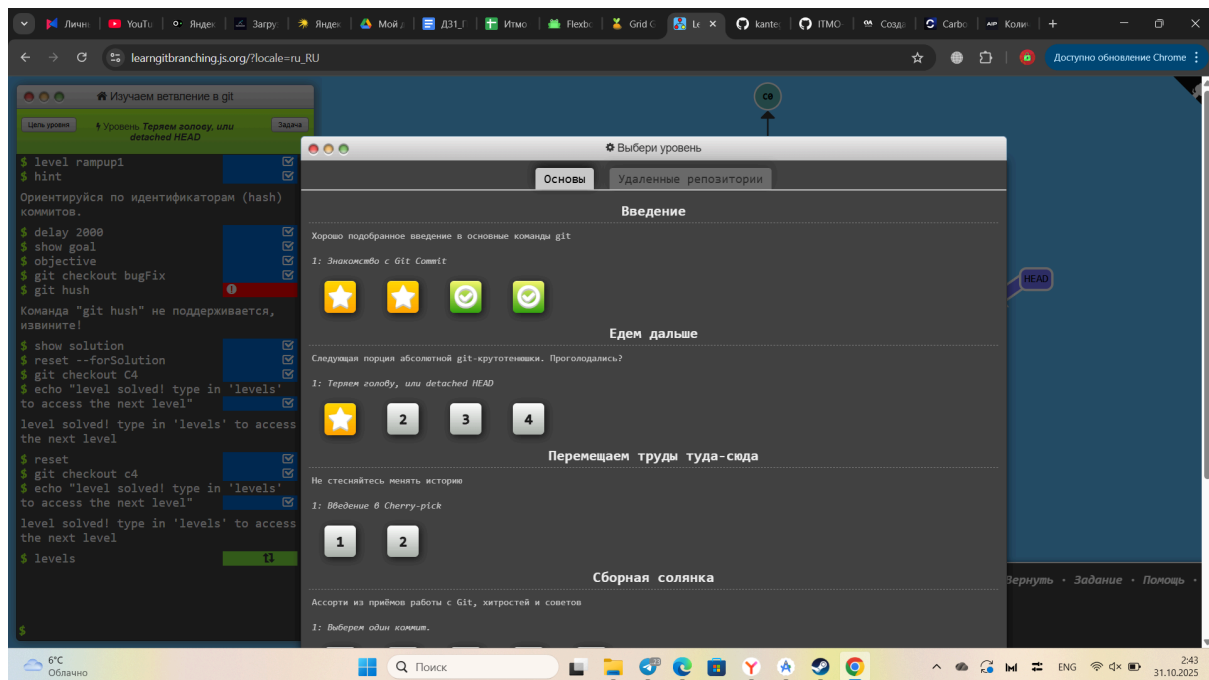 Личн
YouTu
Яндек
Загру
Яндек
Мой
ДЗ1_Г
Итмо
Flexbo
Grid G
Le
kante
ITMO-
Созда
Carbo
Коли
learngitbranching.js.org/?locale=ru_RU
Доступно обновление Chrome
Изучаем ветвление в git
Цель уровня
Уровень Теряем голову, или detached HEAD
Задача
$ level rampup1
$ hint
Ориентируйся по идентификаторам (hash)
коммитов.
$ delay 2000
$ show goal
$ objective
$ git checkout bugFix
$ git hush
Команда "git hush" не поддерживается,
извините!
$ show solution
$ reset --forSolution
$ git checkout C4
$ echo "level solved! type in 'levels'
to access the next level"
level solved! type in 'levels' to access
the next level
$ reset
$ git checkout c4
$ echo "level solved! type in 'levels'
to access the next level"
level solved! type in 'levels' to access
the next level
$ levels
$
c0
HEAD
Выбери уровень
Основы
Удаленные репозитории
Введение
Хорошо подобранное введение в основные команды git
1: Знакомство с Git Commit
Едем дальше
Следующая порция абсолютной git-крутотенюшки. Проголодались?
1: Теряем голову, или detached HEAD
2 3 4
Перемещаем труды туда-сюда
Не стесняйтесь менять историю
1: Введение в Cherry-pick
1 2
Сборная солянка
Ассорти из приёмов работы с Git, хитростей и советов
1: Выберем один коммит.
Вернуть · Задание · Помощь ·
6°C
Облачно
Поиск
ENG
2:43
31.10.2025